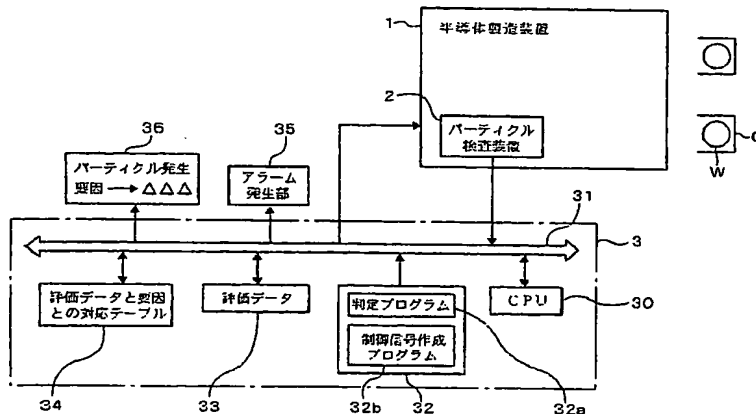 1
半導体製造装置
2
パーティクル
検査装置
C
W
36
パーティクル発生
要因 → △△△
35
アラーム
発生部
31
3
評価データと要因
との対応テーブル
34
評価データ
33
判定プログラム
制御信号作成
プログラム
32b
32
32a
CPU
30